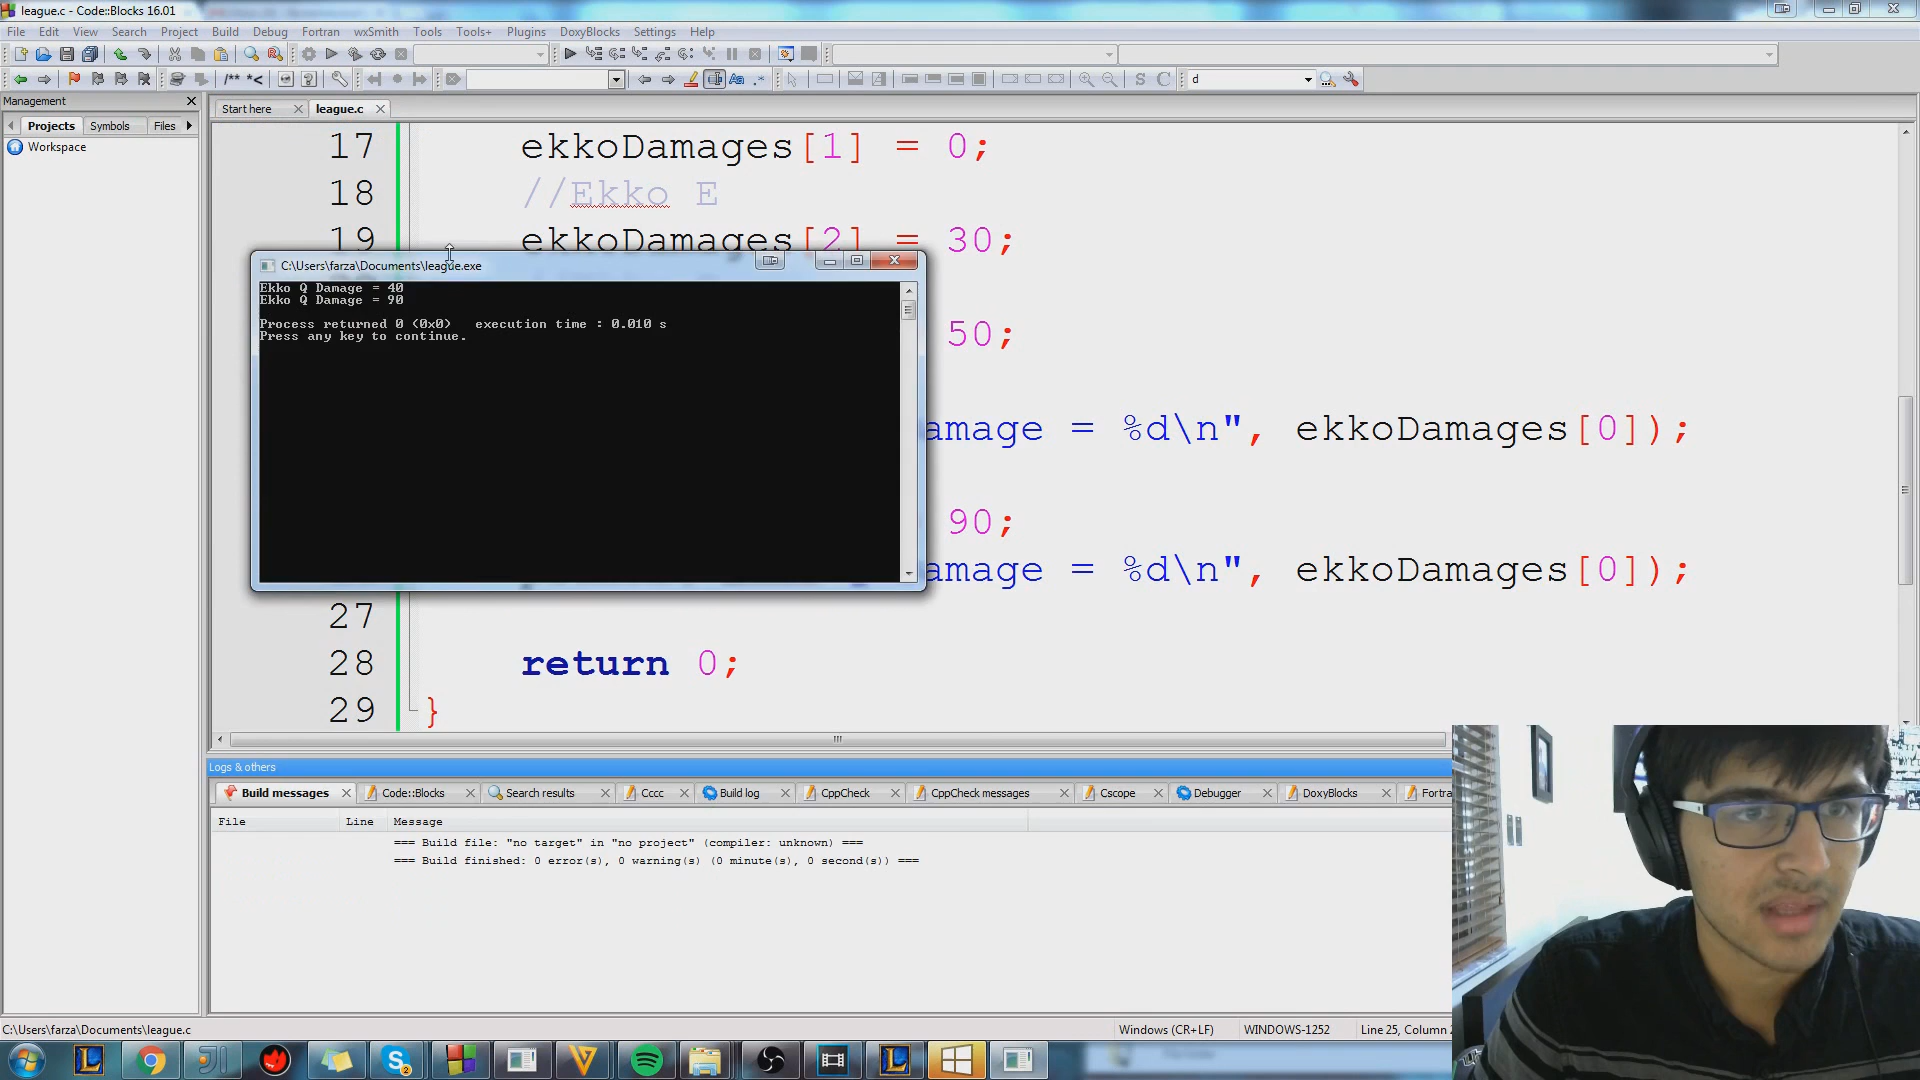 league.c - Code::Blocks 16.01
File Edit View Search Project Build Debug Fortran wxSmith Tools Tools+ Plugins DoxyBlocks Settings Help
/** *< d
Management
Start here league.c
Projects Symbols Files
Workspace
17 ekkoDamages[1] = 0;
18 //Ekko E
19 ekkoDamages[2] = 30;
C:\Users\farza\Documents\league.exe
Ekko Q Damage = 40
Ekko Q Damage = 90
Process returned 0 (0x0) execution time : 0.010 s
Press any key to continue.
50
amage = %d\n", ekkoDamages[0]);
90;
amage = %d\n", ekkoDamages[0]);
27
28 return 0;
29 }
Logs & others
Build messages Code::Blocks Search results Cccc Build log CppCheck CppCheck messages Cscope Debugger DoxyBlocks Fortra
File Line Message
=== Build file: "no target" in "no project" (compiler: unknown) ===
=== Build finished: 0 error(s), 0 warning(s) (0 minute(s), 0 second(s)) ===
C:\Users\farza\Documents\league.c Windows (CR+LF) WINDOWS-1252 Line 25, Column